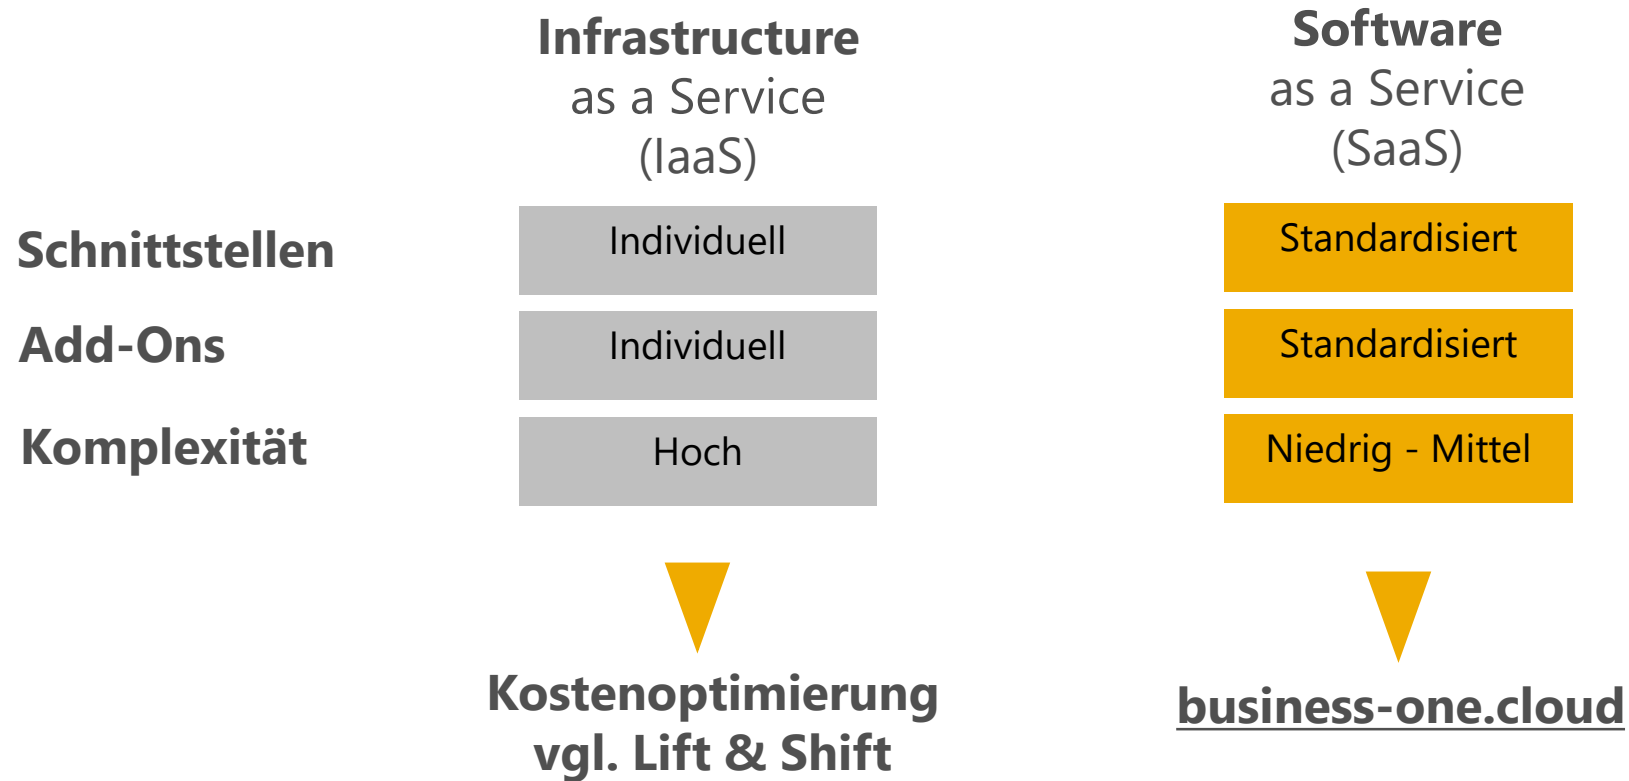 Infrastructure
as a Service
(IaaS)
Software
as a Service
(SaaS)
Schnittstellen
Individuell
Standardisiert
Add-Ons
Individuell
Standardisiert
Komplexität
Hoch
Niedrig - Mittel
Kostenoptimierung
vgl. Lift & Shift
business-one.cloud